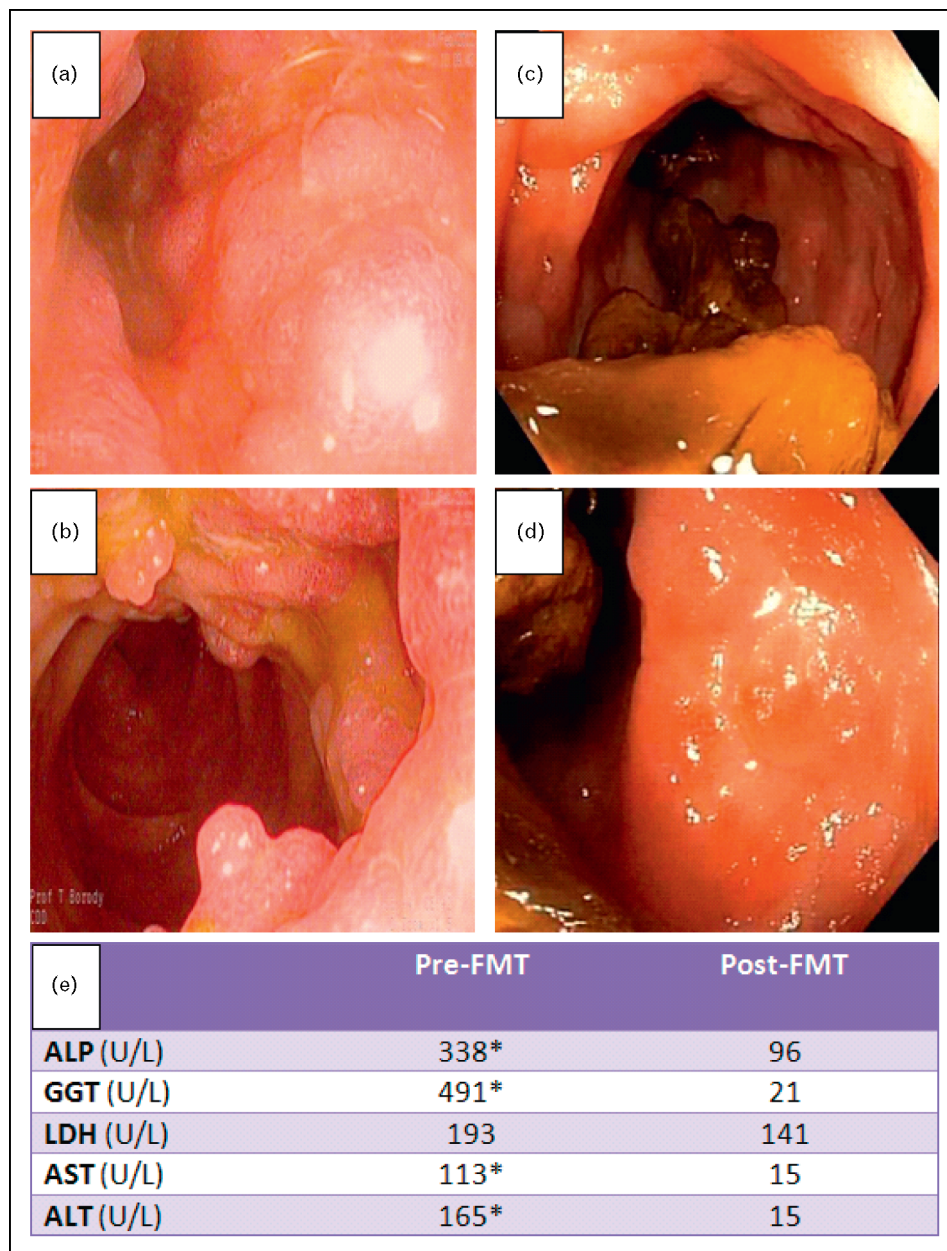 (a)
(c)
(b)
(d)
Prof T Borody
CDD
(e)
Pre-FMT Post-FMT
ALP (U/L) 338* 96
GGT (U/L) 491* 21
LDH (U/L) 193 141
AST (U/L) 113* 15
ALT (U/L) 165* 15